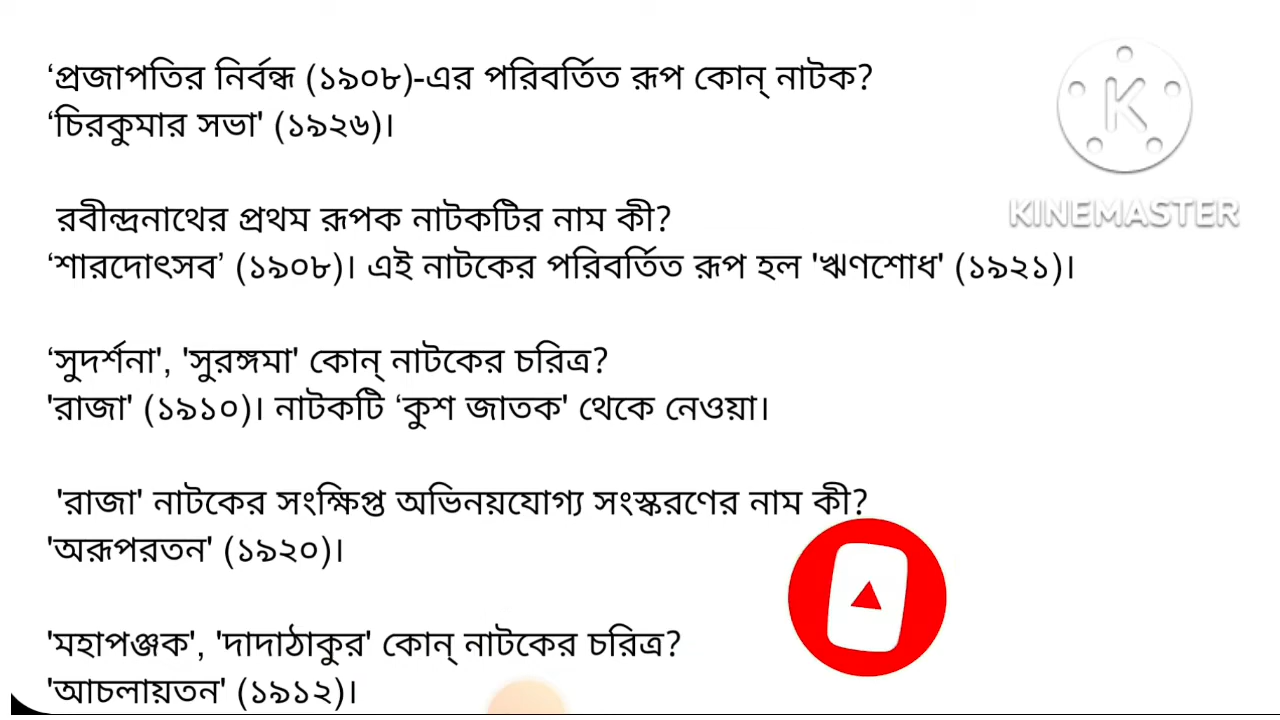 ‘প্রজাপতির নির্বন্ধ (১৯০৮)-এর পরিবর্তিত রূপ কোন্ নাটক?
‘চিরকুমার সভা' (১৯২৬)।
রবীন্দ্রনাথের প্রথম রূপক নাটকটির নাম কী?
‘শারদোৎসব’ (১৯০৮)। এই নাটকের পরিবর্তিত রূপ হল 'ঋণশোধ' (১৯২১)।
‘সুদর্শনা', 'সুরঙ্গমা' কোন্ নাটকের চরিত্র?
'রাজা' (১৯১০)। নাটকটি ‘কুশ জাতক' থেকে নেওয়া।
'রাজা' নাটকের সংক্ষিপ্ত অভিনয়যোগ্য সংস্করণের নাম কী?
'অরূপরতন' (১৯২০)।
'মহাপঞ্জক', 'দাদাঠাকুর' কোন্ নাটকের চরিত্র?
'আচলায়তন' (১৯১২)।
K
KINEMASTER